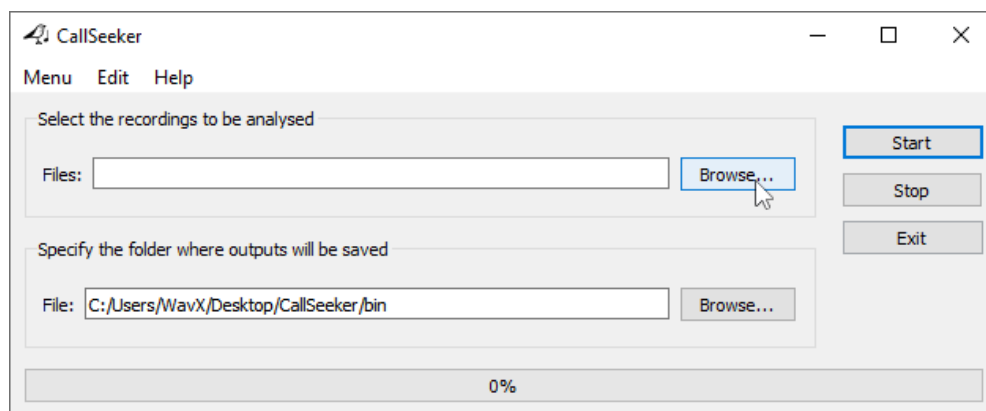 CallSeeker
Menu Edit Help
Select the recordings to be analysed
Files: Browse...
Start
Stop
Exit
Specify the folder where outputs will be saved
File: C:/Users/WavX/Desktop/CallSeeker/bin Browse...
0%